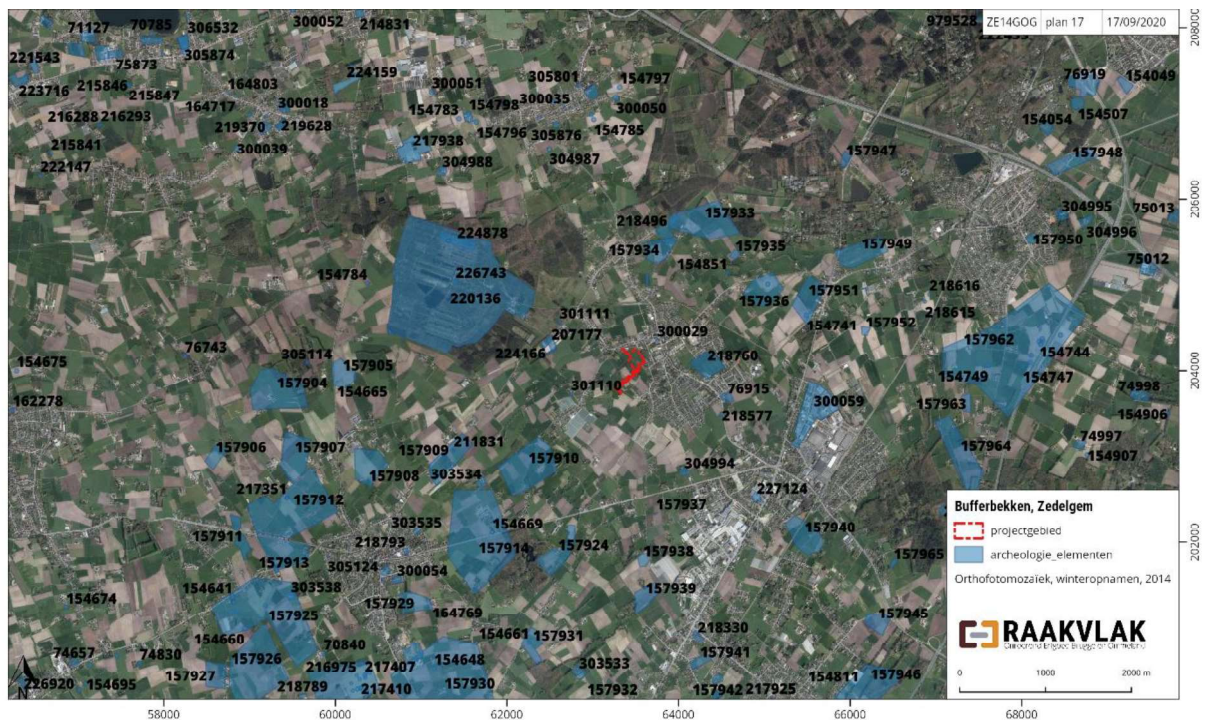 ZE14GOG plan 17 17/09/2020
979528
208000
71127 70785 306532 300052 214831
221543 75873 305874
223716 215846 215847 164803 224159 300051 305801 154797
76919 154049
164717 300018 154783 154798 300035 300050
216288 216293 219370 219628 154796 305876 154785
154054 154507
215841 300039 217938 304988 304987
222147
157947 157948
206000
218496 157933 304995 75013
224878 157934 157935 157949 157950 304996
154784 226743 154851 75012
220136 157936 157951 218616
301111 154741 157952 218615
207177 300029
76743 224166 218760 157962
305114 157905 154744
154675 157904 154665 301110 76915 154749 154747
204000
162278 218577 300059 157963 74998
154906
157906 157907 157909 211831 157910 157964 74997
154907
157908 303534 304994
217351 157912 227124
157937
303535 154669 157940
157911 218793 157914 157924 157938
202000
157913 305124 300054 157965
154641 303538 157929 157939
154674 157925 164769 157945
154660 70840 154661 157931 218330
74657 74830 157926 216975 217407 154648 303533 157941
157927 154811 157946
226920 154695 218789 217410 157930 157932 157942 217925
N
Bufferbekken, Zedelgem
projectgebied
archeologie_elementen
Orthofotomozaïek, winteropnamen, 2014
RAAKVLAK
0 1000 2000 m
58000 60000 62000 64000 66000 68000